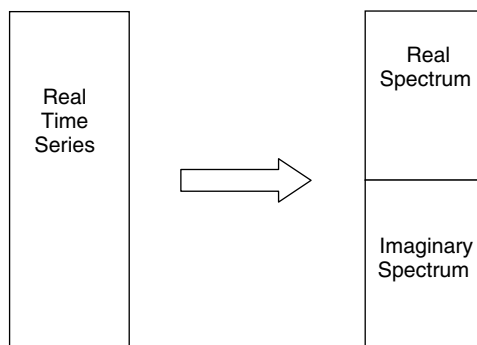 Real
Time
Series
Real
Spectrum
Imaginary
Spectrum